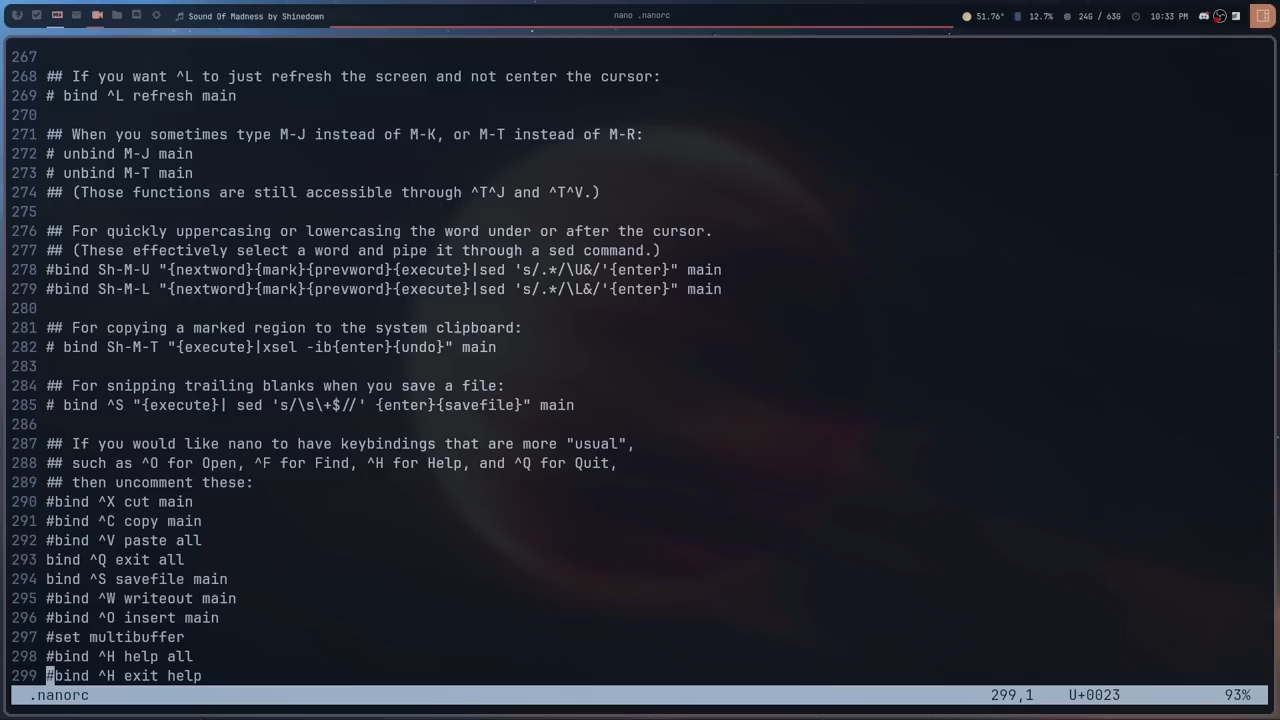 Sound Of Madness by Shinedown
nano .nanorc
51.76°
12.7%
24G / 63G
10:33 PM
267
268 ## If you want ^L to just refresh the screen and not center the cursor:
269 # bind ^L refresh main
270
271 ## When you sometimes type M-J instead of M-K, or M-T instead of M-R:
272 # unbind M-J main
273 # unbind M-T main
274 ## (Those functions are still accessible through ^T^J and ^T^V.)
275
276 ## For quickly uppercasing or lowercasing the word under or after the cursor.
277 ## (These effectively select a word and pipe it through a sed command.)
278 #bind Sh-M-U "{nextword}{mark}{prevword}{execute}|sed 's/.*/\U&/'{enter}" main
279 #bind Sh-M-L "{nextword}{mark}{prevword}{execute}|sed 's/.*/\L&/'{enter}" main
280
281 ## For copying a marked region to the system clipboard:
282 # bind Sh-M-T "{execute}|xsel -ib{enter}{undo}" main
283
284 ## For snipping trailing blanks when you save a file:
285 # bind ^S "{execute}| sed 's/\s\+$//' {enter}{savefile}" main
286
287 ## If you would like nano to have keybindings that are more "usual",
288 ## such as ^O for Open, ^F for Find, ^H for Help, and ^Q for Quit,
289 ## then uncomment these:
290 #bind ^X cut main
291 #bind ^C copy main
292 #bind ^V paste all
293 bind ^Q exit all
294 bind ^S savefile main
295 #bind ^W writeout main
296 #bind ^O insert main
297 #set multibuffer
298 #bind ^H help all
299 #bind ^H exit help
.nanorc
299,1
U+0023
93%